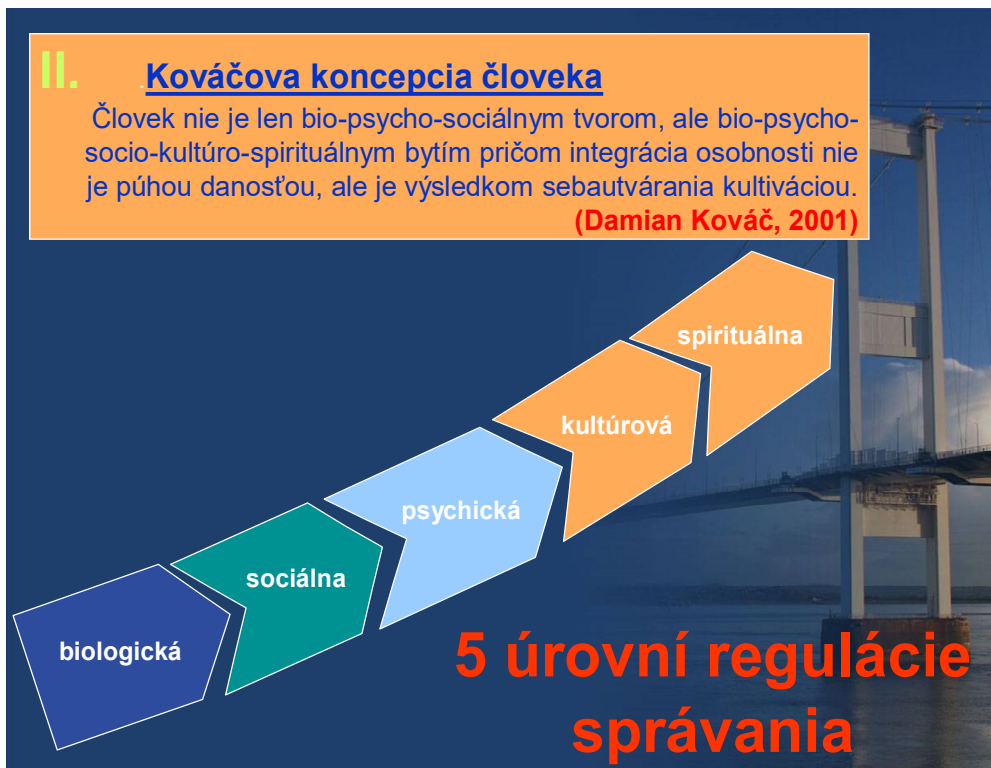 II. .Kováčova koncepcia človeka
Človek nie je len bio-psycho-sociálnym tvorom, ale bio-psycho-
socio-kultúro-spirituálnym bytím pričom integrácia osobnosti nie
je púhou danosťou, ale je výsledkom sebautvárania kultiváciou.
(Damian Kováč, 2001)
spirituálna
kultúrová
psychická
sociálna
biologická
5 úrovní regulácie
správania